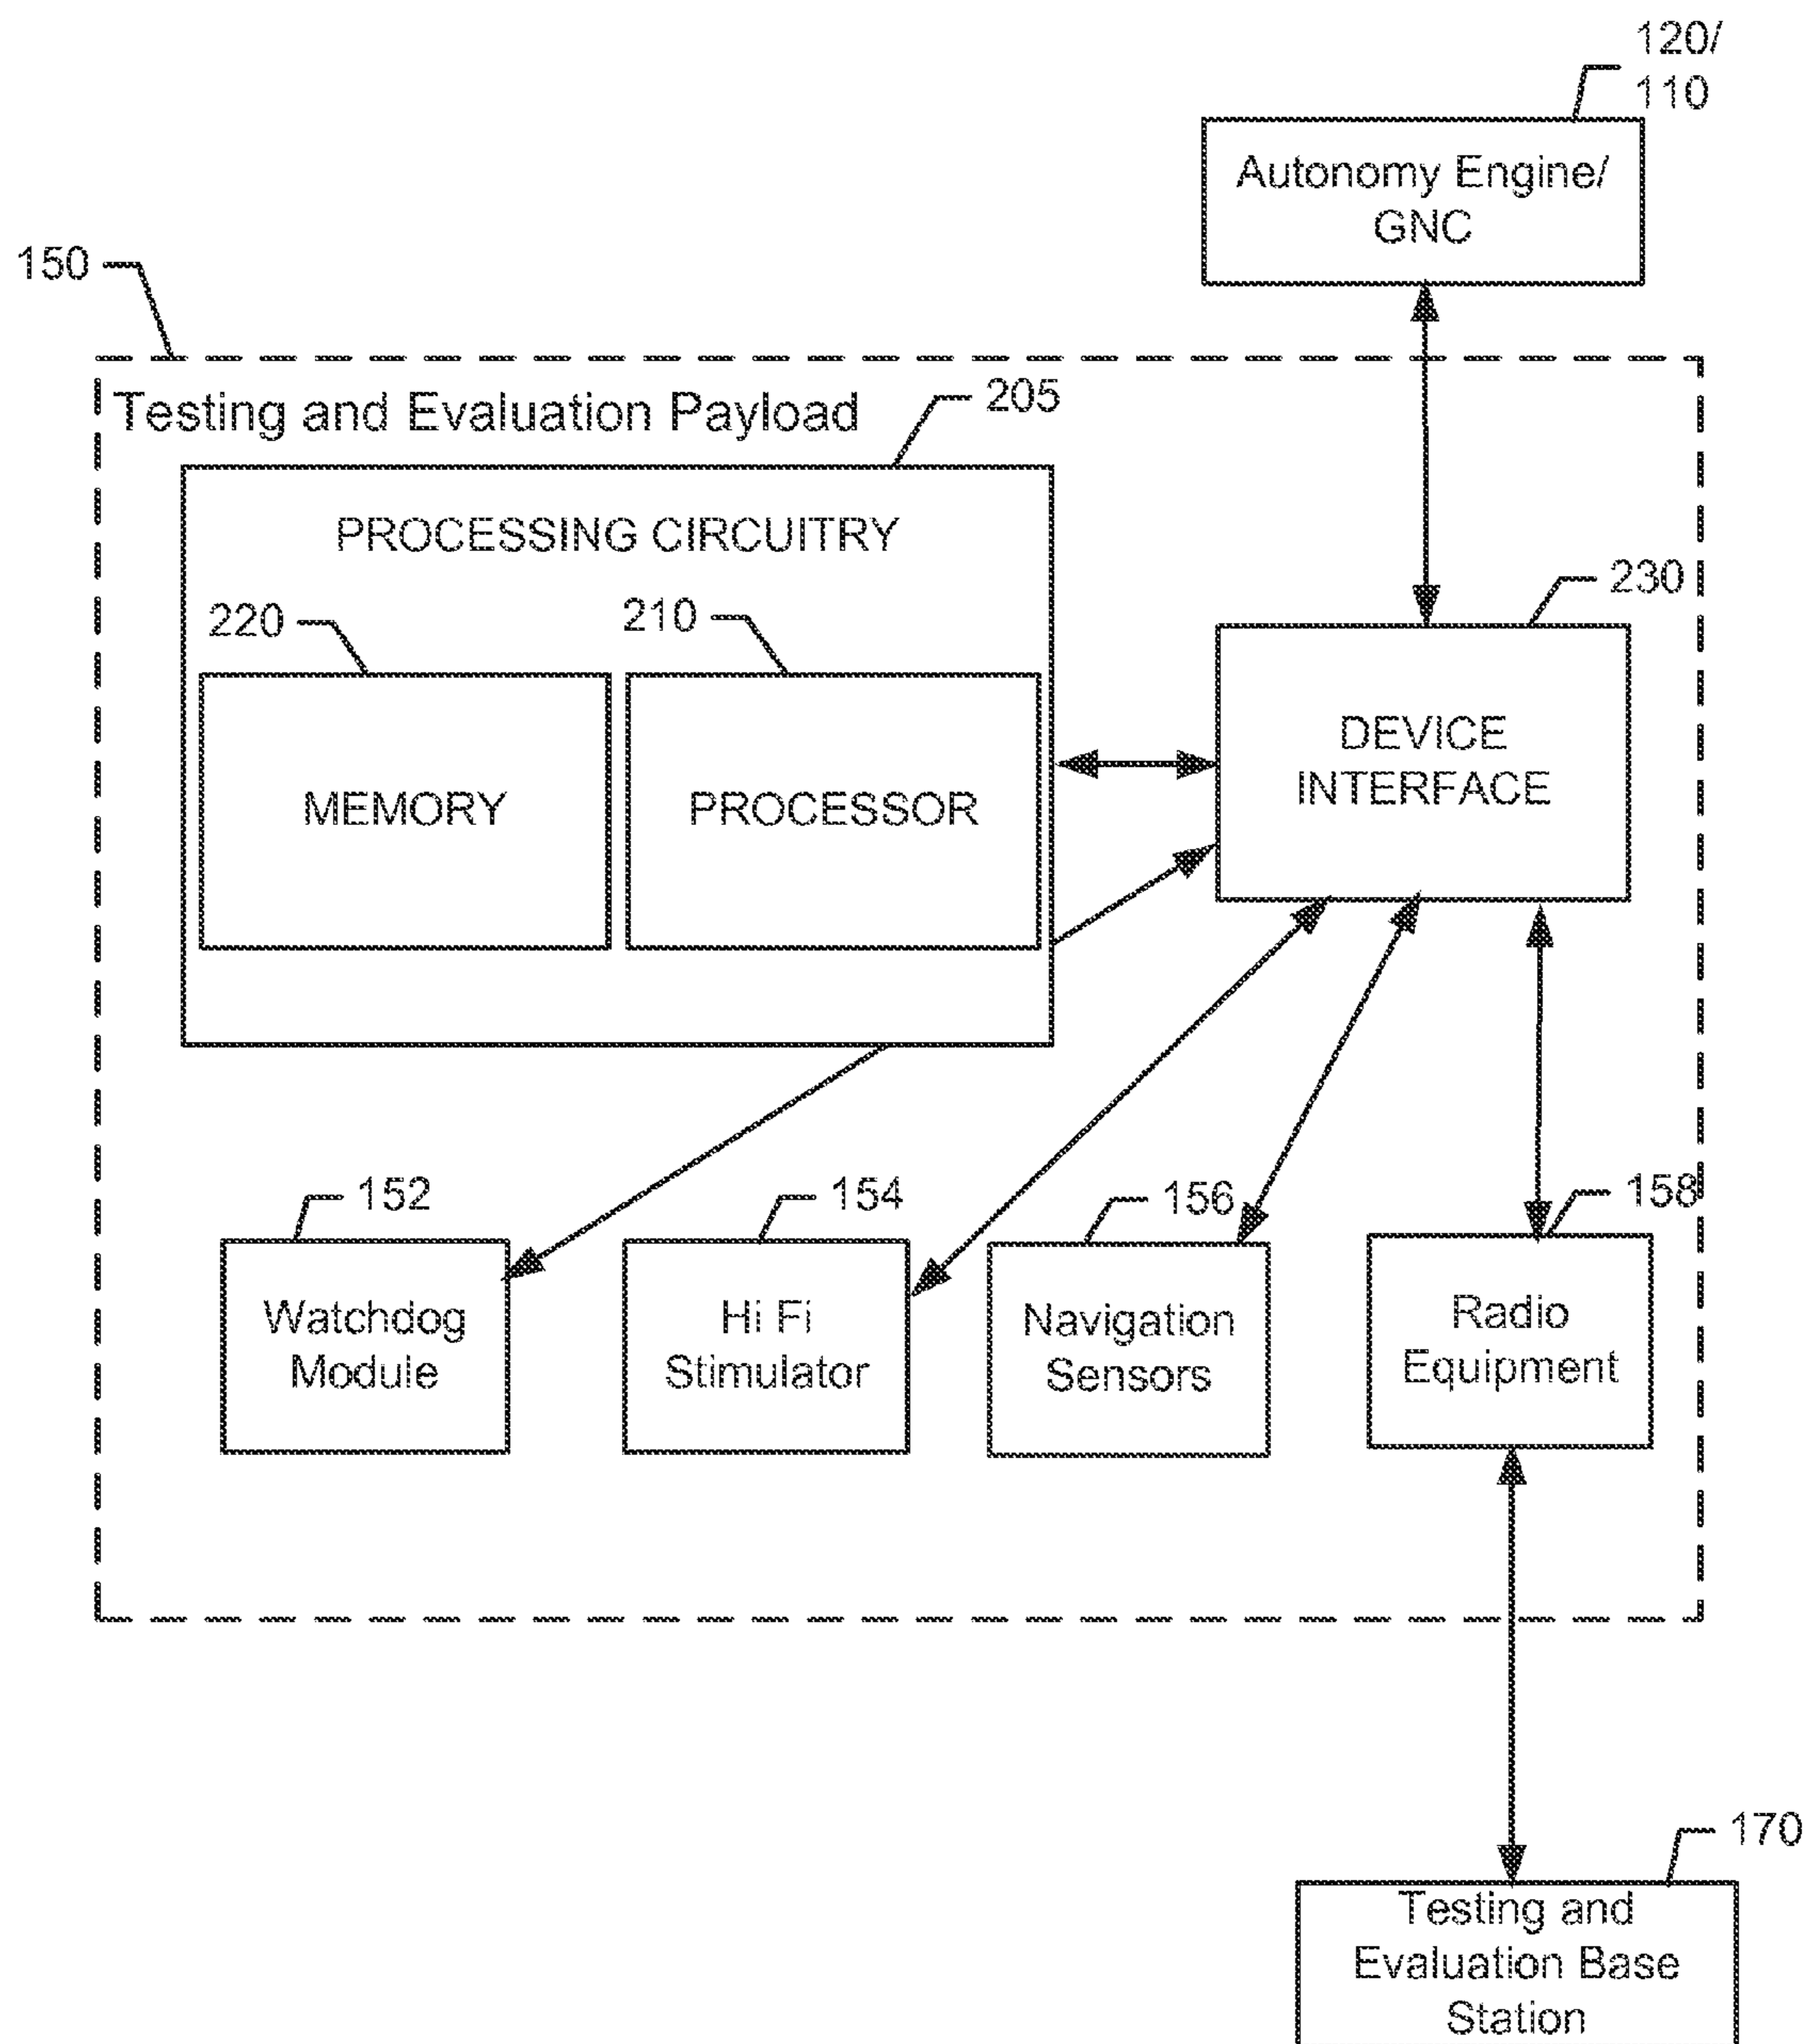 120/
110
Autonomy Engine/
GNC
150
Testing and Evaluation Payload
205
PROCESSING CIRCUITRY
230
220
210
MEMORY
PROCESSOR
DEVICE
INTERFACE
152
154
156
158
Watchdog
Module
Hi Fi
Stimulator
Navigation
Sensors
Radio
Equipment
170
Testing and
Evaluation Base
Station